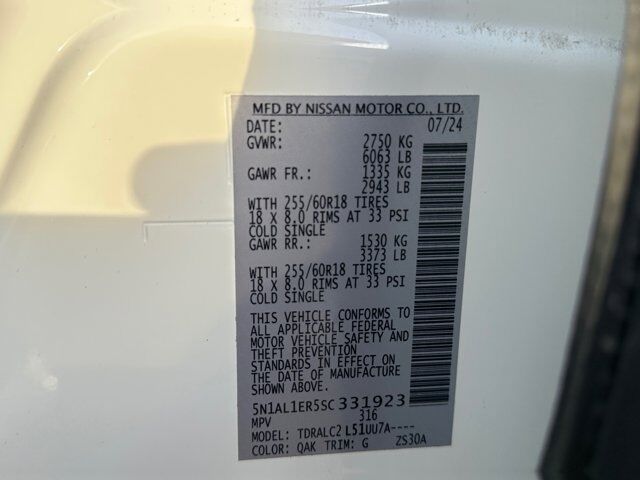 MFD BY NISSAN MOTOR CO., LTD.
DATE: 07/24
GVWR: 2750 KG
6063 LB
GAWR FR.: 1335 KG
2943 LB
WITH 255/60R18 TIRES
18 X 8.0 RIMS AT 33 PSI
COLD SINGLE
GAWR RR.: 1530 KG
3373 LB
WITH 255/60R18 TIRES
18 X 8.0 RIMS AT 33 PSI
COLD SINGLE
THIS VEHICLE CONFORMS TO
ALL APPLICABLE FEDERAL
MOTOR VEHICLE SAFETY AND
THEFT PREVENTION
STANDARDS IN EFFECT ON
THE DATE OF MANUFACTURE
SHOWN ABOVE.
5N1AL1ER5SC331923
MPV 316
MODEL: TDRALC2 L51UU7A----
COLOR: QAK TRIM: G ZS30A